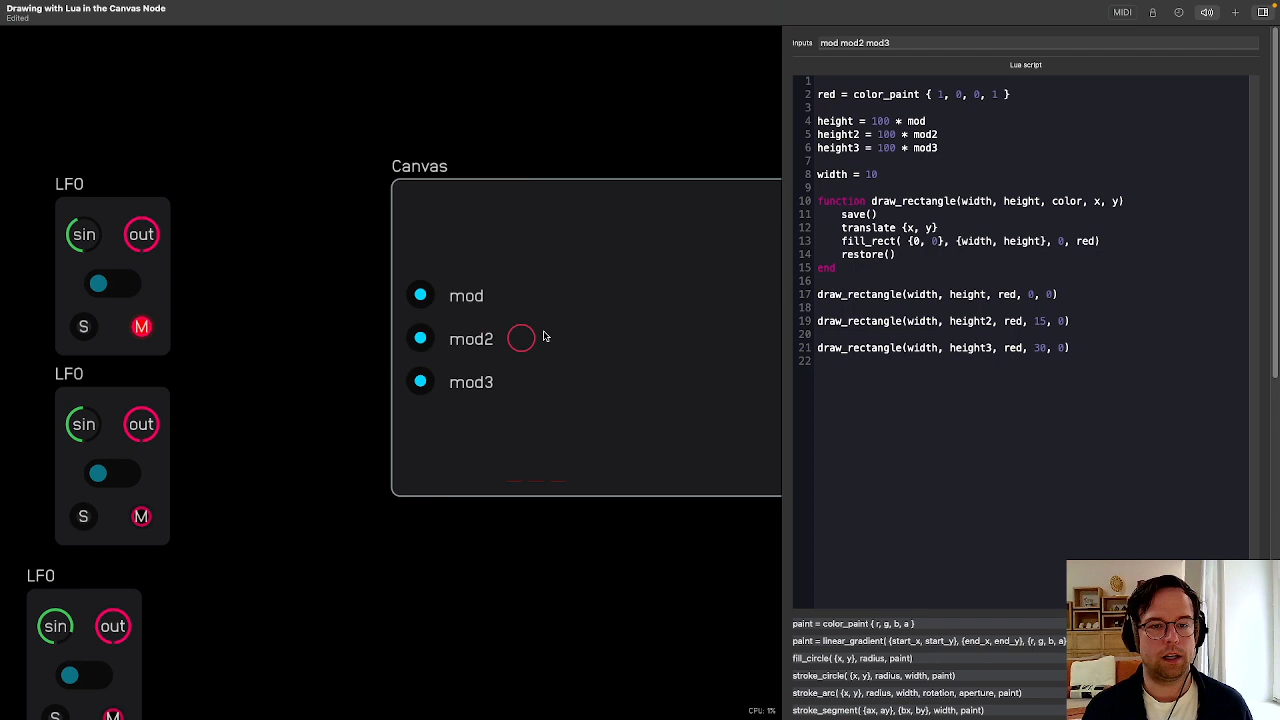 Drawing with Lua in the Canvas Node
Edited
MIDI
Inputs
mod mod2 mod3
Lua script
1
2 red = color_paint { 1, 0, 0, 1 }
3
4 height = 100 * mod
5 height2 = 100 * mod2
6 height3 = 100 * mod3
7
8 width = 10
9
10 function draw_rectangle(width, height, color, x, y)
11 save()
12 translate {x, y}
13 fill_rect( {0, 0}, {width, height}, 0, red)
14 restore()
15 end
16
17 draw_rectangle(width, height, red, 0, 0)
18
19 draw_rectangle(width, height2, red, 15, 0)
20
21 draw_rectangle(width, height3, red, 30, 0)
22
LFO
sin out
S M
LFO
sin out
S M
LFO
sin out
S M
Canvas
mod
mod2
mod3
CPU: 1%
paint = color_paint { r, g, b, a }
paint = linear_gradient( {start_x, start_y}, {end_x, end_y}, {r, g, b, a}
fill_circle( {x, y}, radius, paint)
stroke_circle( {x, y}, radius, width, paint)
stroke_arc( {x, y}, radius, width, rotation, aperture, paint)
stroke_segment( {ax, ay}, {bx, by}, width, paint)